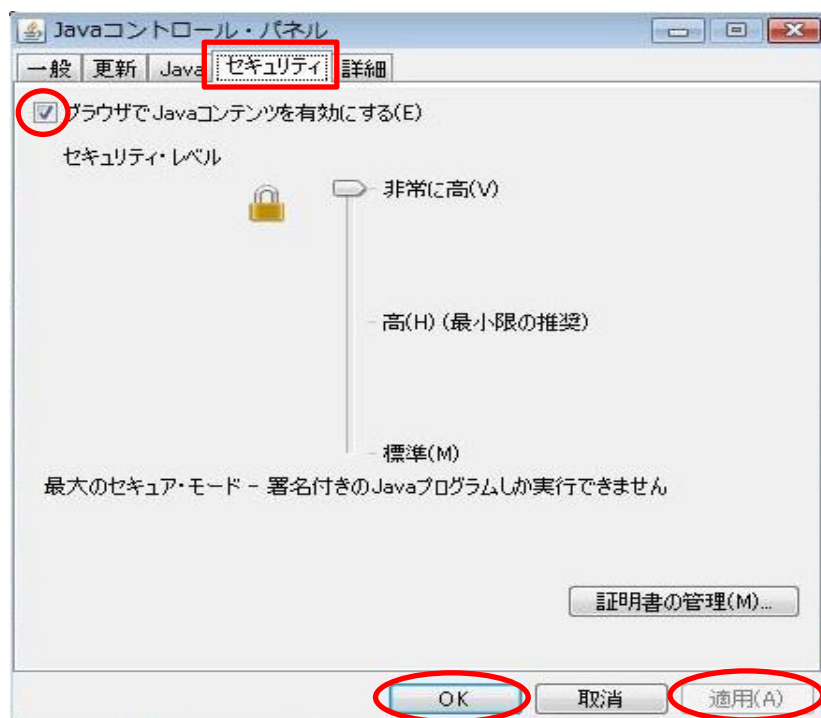 Javaコントロール・パネル
一般 更新 Java セキュリティ 詳細
ブラウザでJavaコンテンツを有効にする(E)
セキュリティ・レベル
非常に高(V)
高(H) (最小限の推奨)
標準(M)
最大のセキュア・モード - 署名付きのJavaプログラムしか実行できません
証明書の管理(M)...
OK 取消 適用(A)